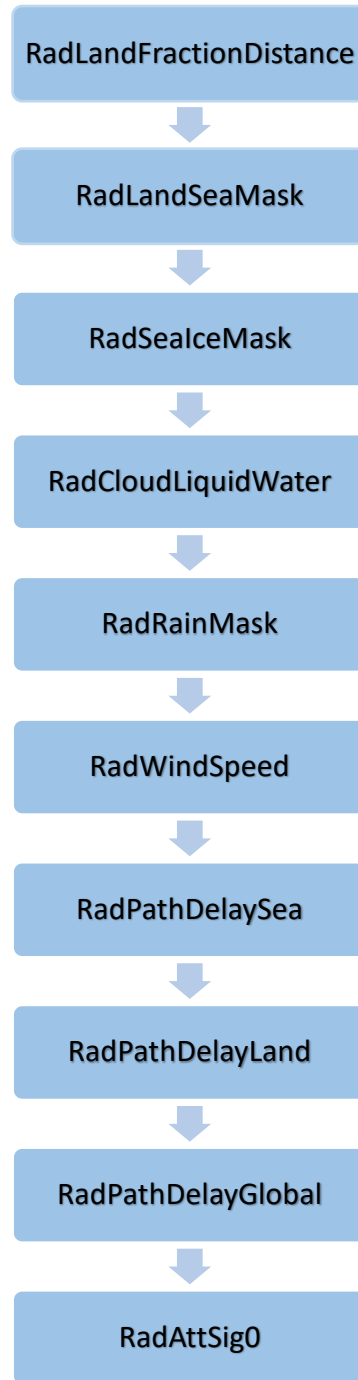 RadLandFractionDistance
RadLandSeaMask
RadSeaIceMask
RadCloudLiquidWater
RadRainMask
RadWindSpeed
RadPathDelaySea
RadPathDelayLand
RadPathDelayGlobal
RadAttSig0